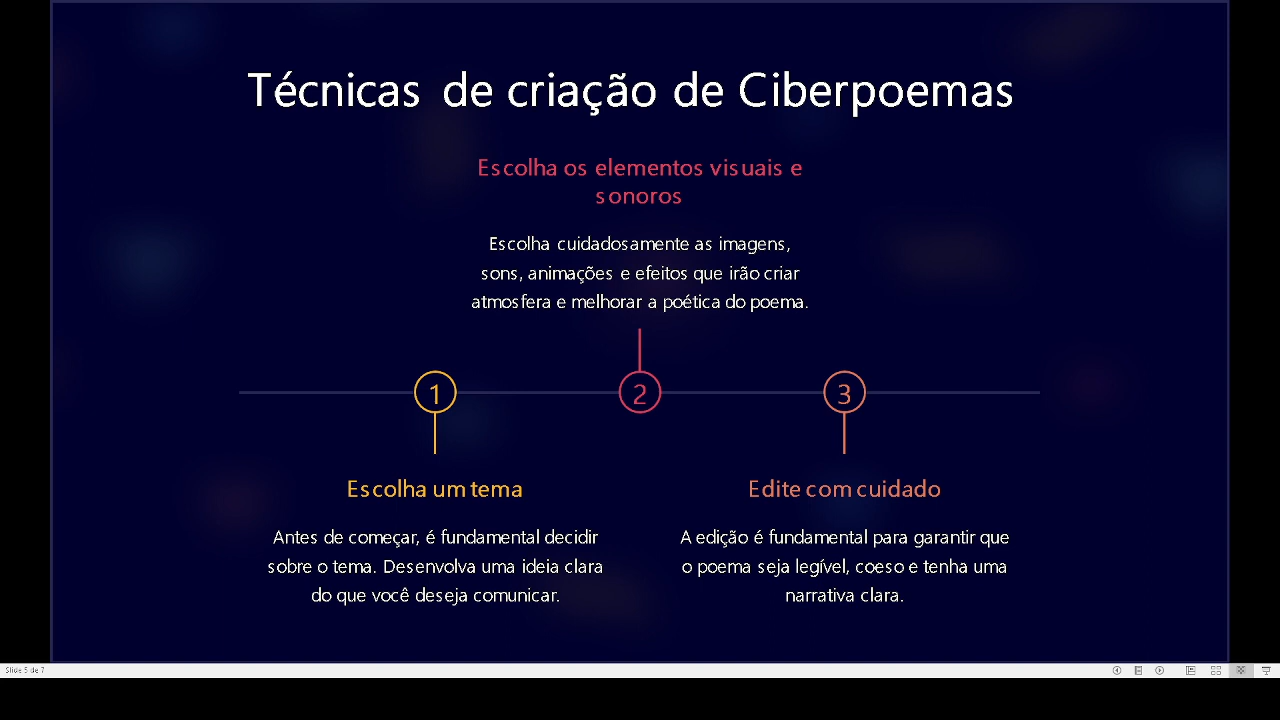 Técnicas de criação de Ciberpoemas
Escolha os elementos visuais e
sonoros
Escolha cuidadosamente as imagens,
sons, animações e efeitos que irão criar
atmosfera e melhorar a poética do poema.
1
2
3
Escolha um tema
Antes de começar, é fundamental decidir
sobre o tema. Desenvolva uma ideia clara
do que você deseja comunicar.
Edite com cuidado
A edição é fundamental para garantir que
o poema seja legível, coeso e tenha uma
narrativa clara.
Slide 5 de 7